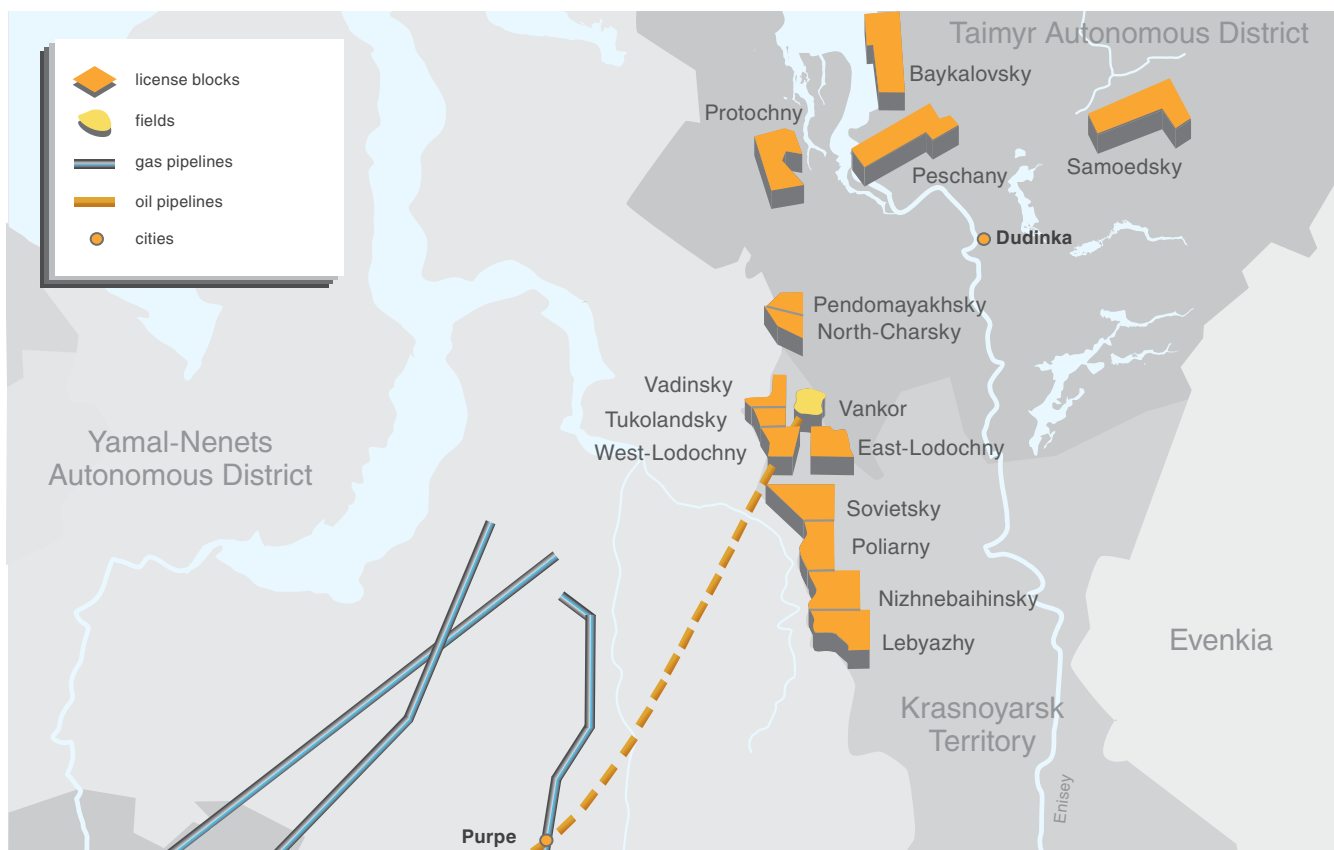 license blocks
fields
gas pipelines
oil pipelines
cities
Taimyr Autonomous District
Baykalovsky
Protochny
Samoedsky
Peschany
Dudinka
Pendomayakhsky
North-Charsky
Vadinsky
Vankor
Tukolandsky
West-Lodochny
East-Lodochny
Yamal-Nenets
Autonomous District
Sovietsky
Poliarny
Nizhnebaihinsky
Lebyazhy
Evenkia
Krasnoyarsk
Territory
Enisey
Purpe